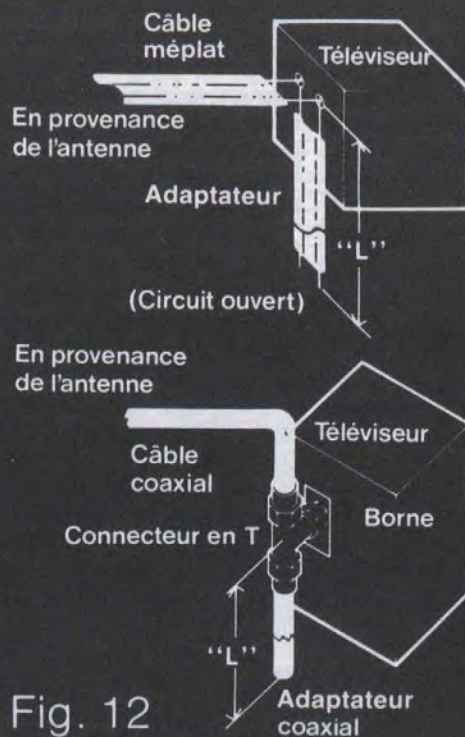 Câble
méplat
Téléviseur
En provenance
de l'antenne
Adaptateur
“L”
(Circuit ouvert)
En provenance
de l'antenne
Téléviseur
Câble
coaxial
Borne
Connecteur en T
“L”
Adaptateur
coaxial
Fig. 12